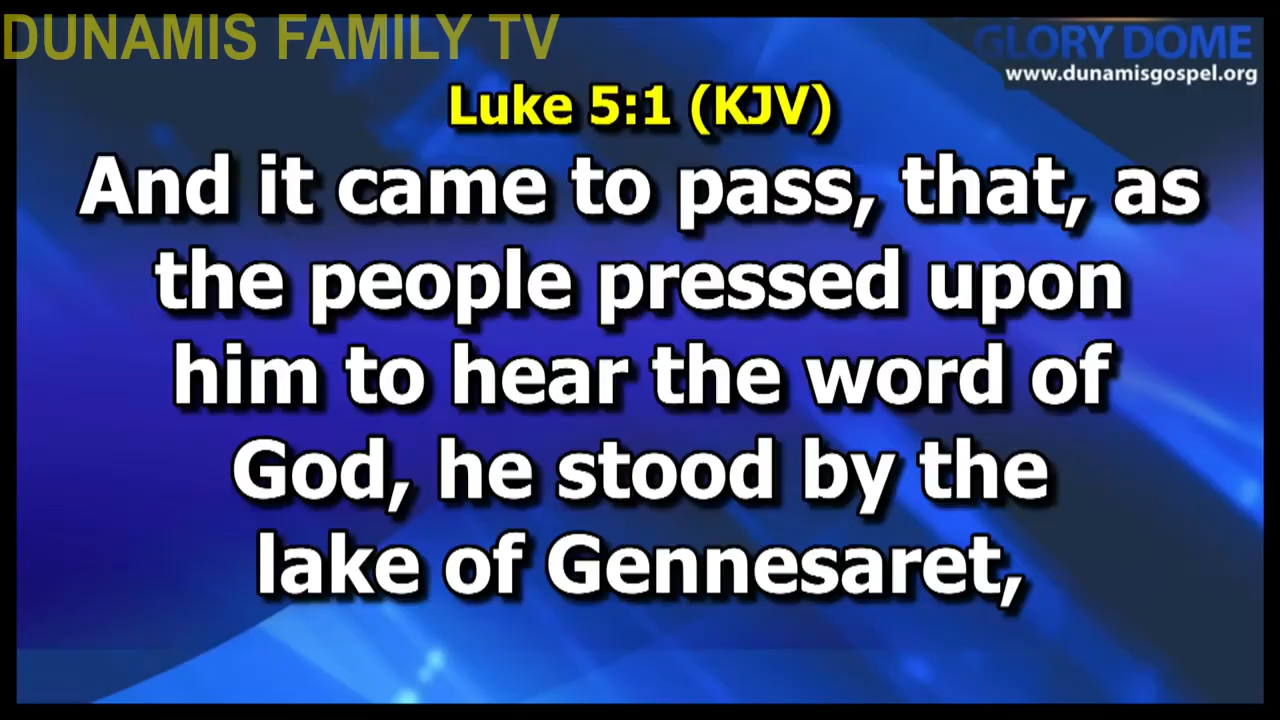 DUNAMIS FAMILY TV
GLORY DOME
www.dunamisgospel.org
Luke 5:1 (KJV)
And it came to pass, that, as
the people pressed upon
him to hear the word of
God, he stood by the
lake of Gennesaret,